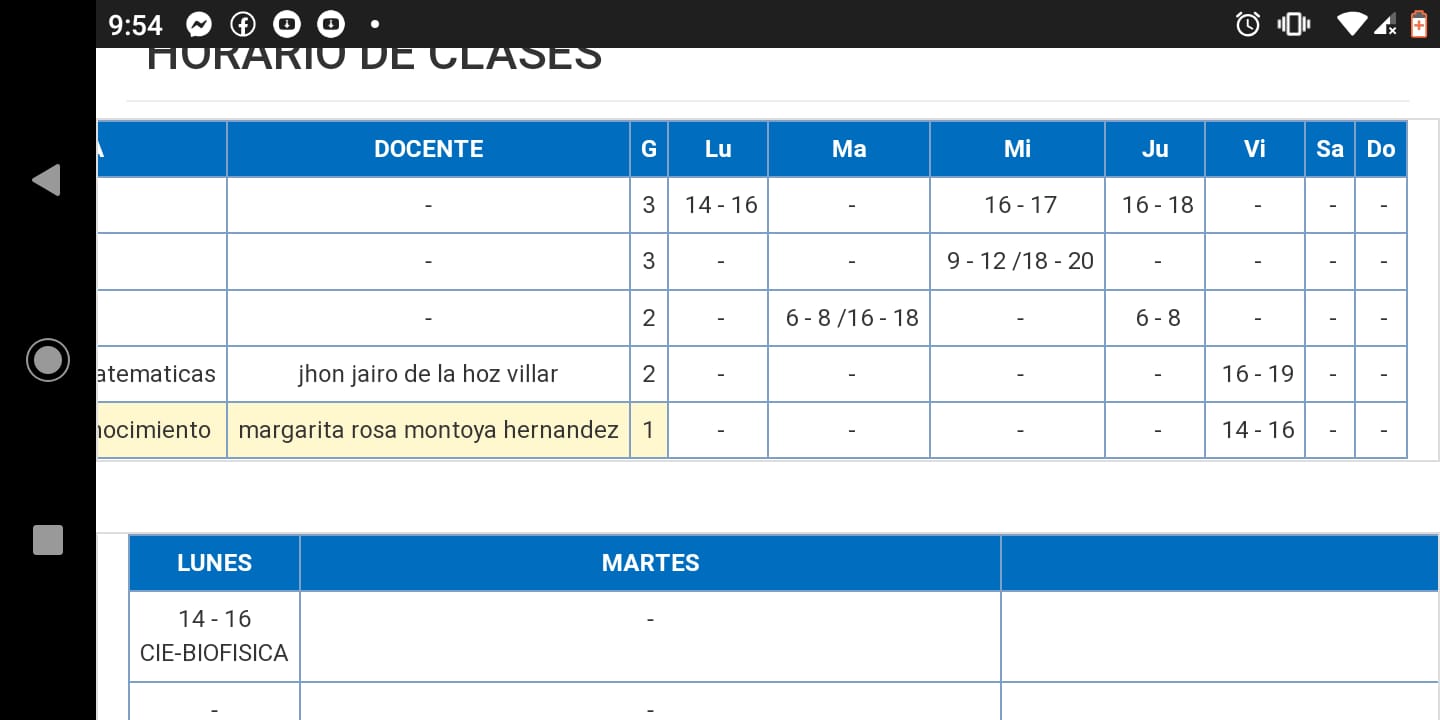 9:54
HORARIO DE CLASES
DOCENTE G Lu Ma Mi Ju Vi Sa Do
- 3 14 - 16 - 16 - 17 16 - 18 - - -
- 3 - - 9 - 12 /18 - 20 - - - -
- 2 - 6 - 8 /16 - 18 - 6 - 8 - - -
atematicas jhon jairo de la hoz villar 2 - - - - 16 - 19 - -
nocimiento margarita rosa montoya hernandez 1 - - - - 14 - 16 - -
LUNES MARTES
14 - 16 -
CIE-BIOFISICA
- -